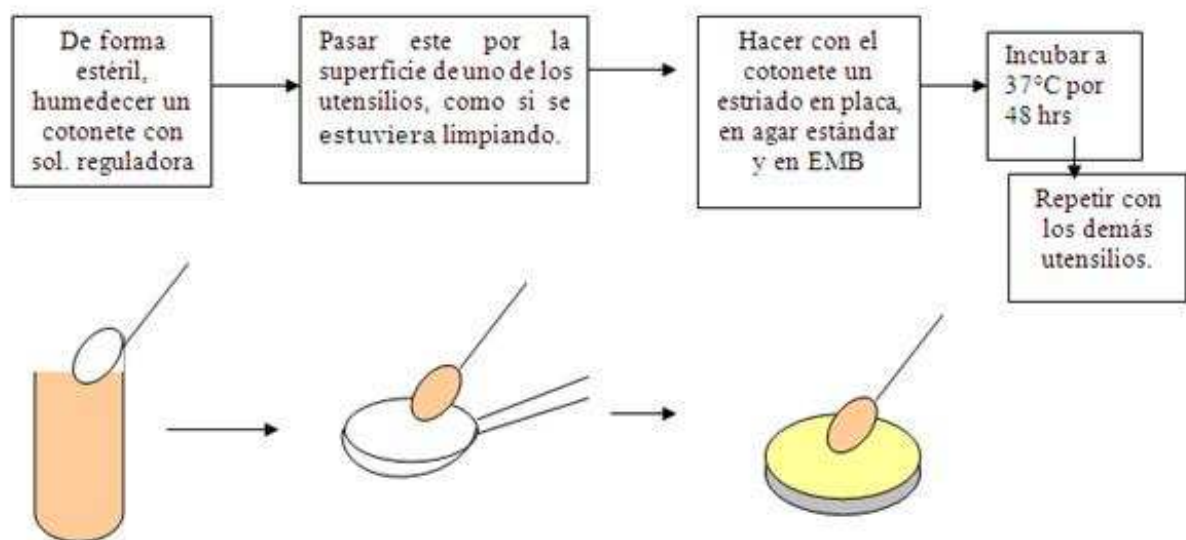 De forma
estéril,
humedecer un
cotonete con
sol. reguladora
Pasar este por la
superficie de uno de los
utensilios, como si se
estuviera limpiando.
Hacer con el
cotonete un
estriado en placa,
en agar estándar
y en EMB
Incubar a
37°C por
48 hrs
Repetir con
los demás
utensilios.